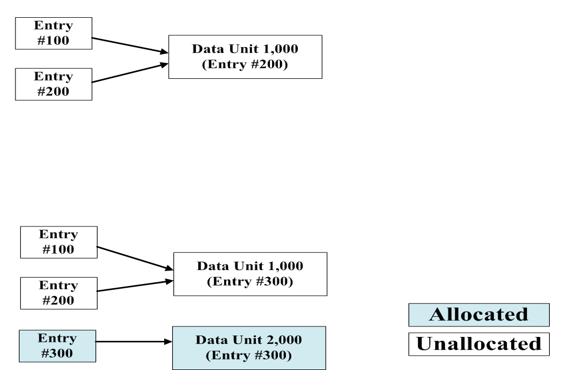 Entry
#100
Entry
#200
Data Unit 1,000
(Entry #200)
Entry
#100
Entry
#200
Data Unit 1,000
(Entry #300)
Entry
#300
Data Unit 2,000
(Entry #300)
Allocated
Unallocated